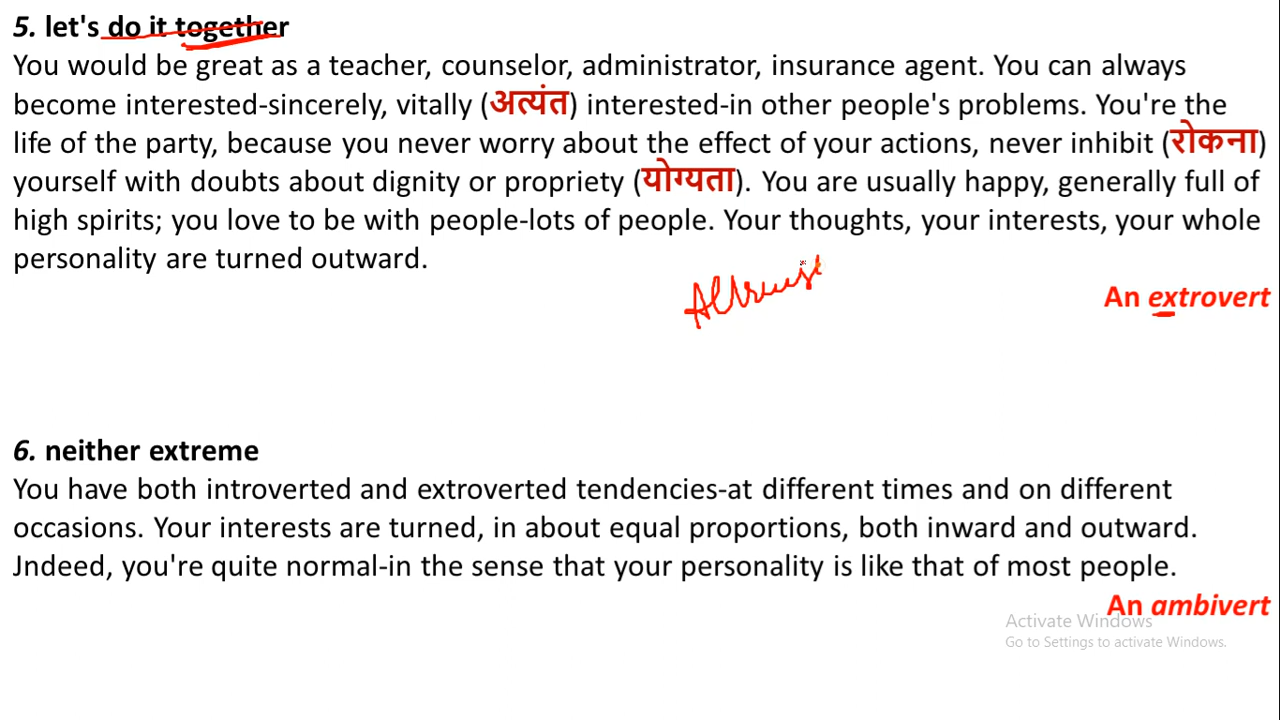 5. let's do it together
You would be great as a teacher, counselor, administrator, insurance agent. You can always
become interested-sincerely, vitally (अत्यंत) interested-in other people's problems. You're the
life of the party, because you never worry about the effect of your actions, never inhibit (रोकना)
yourself with doubts about dignity or propriety (योग्यता). You are usually happy, generally full of
high spirits; you love to be with people-lots of people. Your thoughts, your interests, your whole
personality are turned outward.
Altruist
An extrovert
6. neither extreme
You have both introverted and extroverted tendencies-at different times and on different
occasions. Your interests are turned, in about equal proportions, both inward and outward.
Jndeed, you're quite normal-in the sense that your personality is like that of most people.
An ambivert
Activate Windows
Go to Settings to activate Windows.